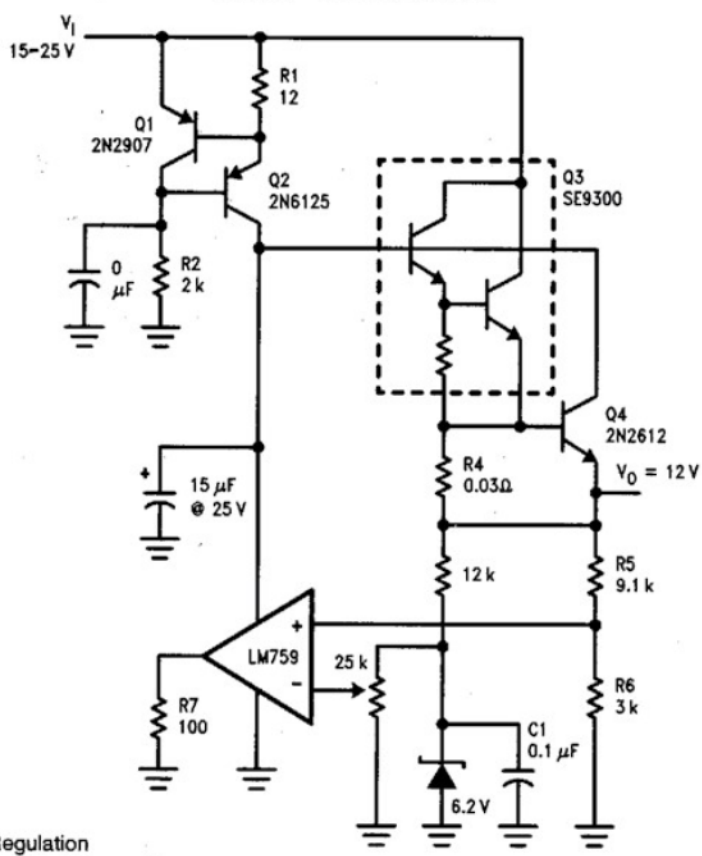 V_I
15–25 V
R1
12
Q1
2N2907
Q2
2N6125
Q3
SE9300
0
μF
R2
2 k
Q4
2N2612
V_O = 12 V
R4
0.03Ω
+
15 μF
@ 25 V
12 k
R5
9.1 k
+
LM759
–
25 k
R7
100
R6
3 k
C1
0.1 μF
6.2 V